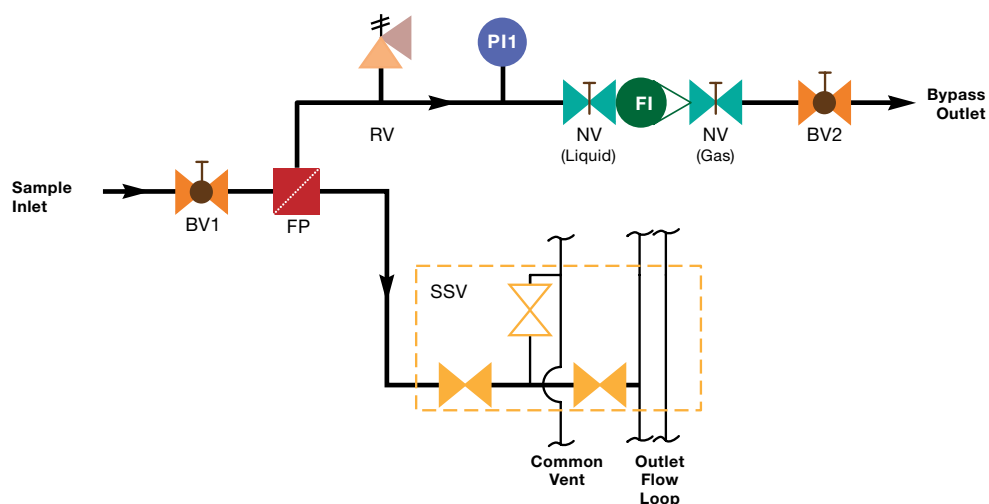 PI1
FI
Bypass
Outlet
RV
NV
(Liquid)
NV
(Gas)
BV2
Sample
Inlet
BV1
FP
SSV
Common
Vent
Outlet
Flow
Loop